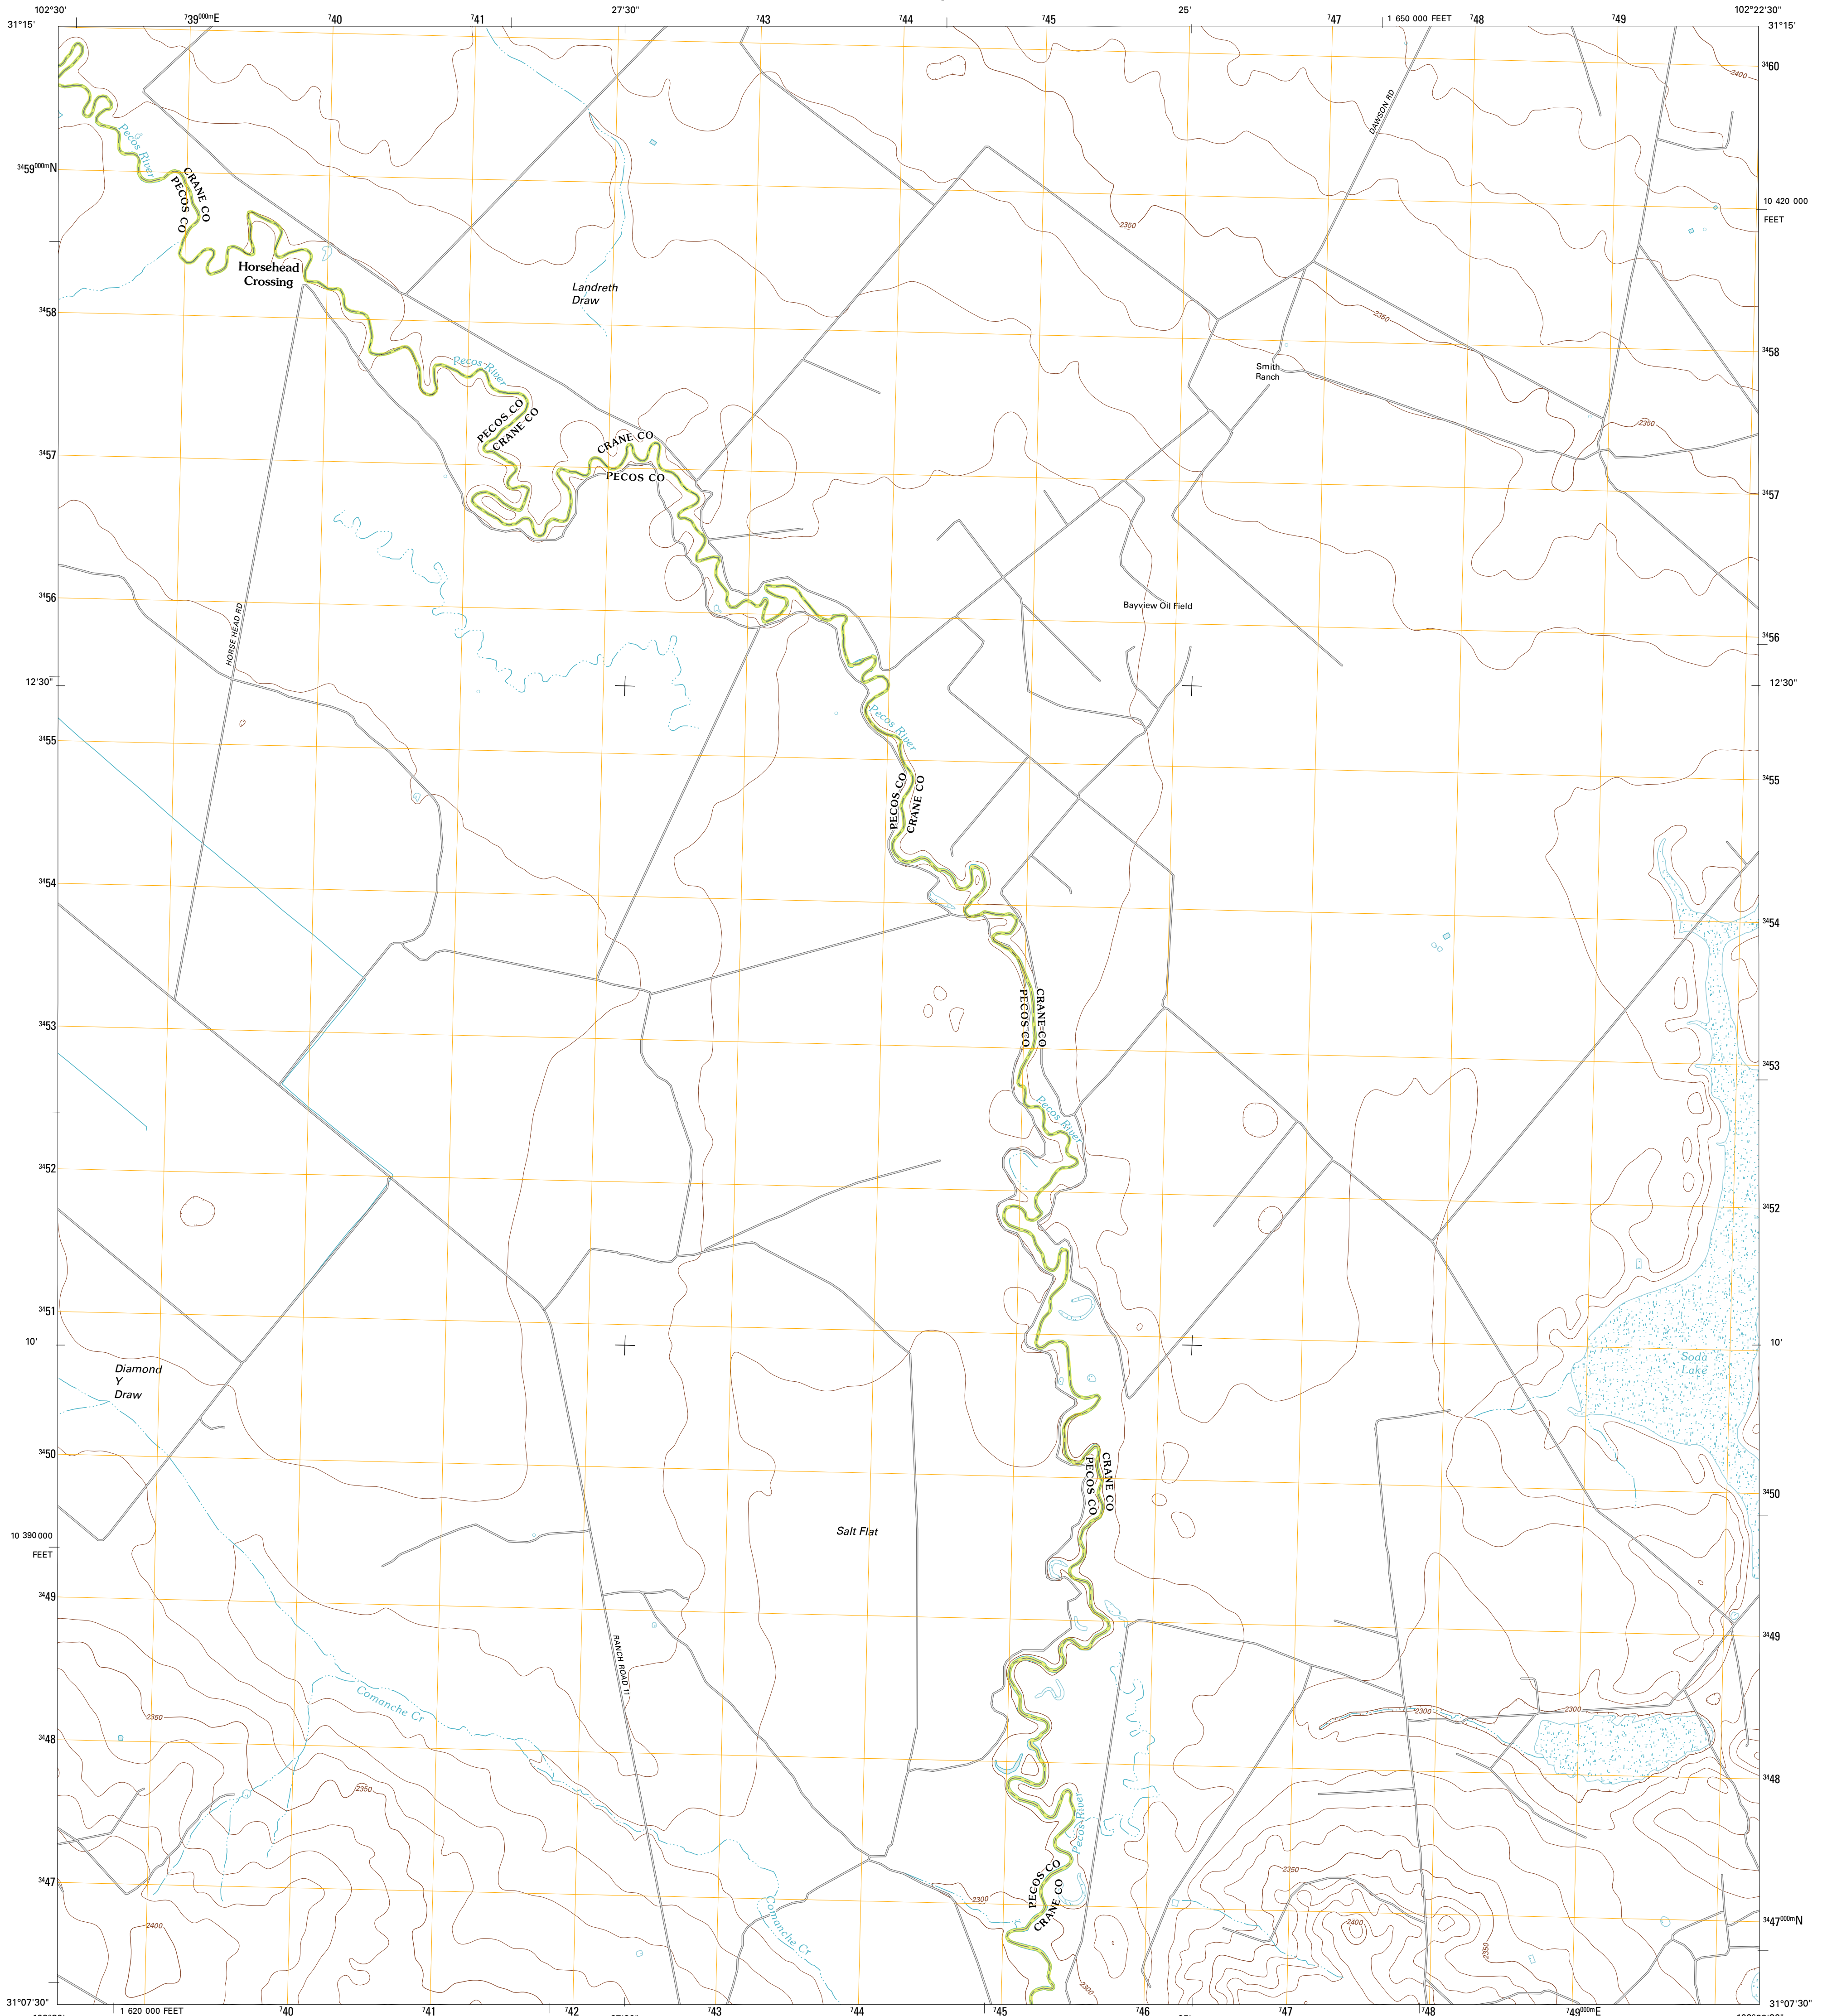 102°30'
⁷39⁰⁰⁰ᵐE
⁷40
⁷41
27'30"
⁷43
⁷44
⁷45
25'
⁷47
1 650 000 FEET
⁷48
⁷49
102°22'30"
31°15'
31°15'
³⁴60
2400
DAWSON RD
Pecos River
³⁴59⁰⁰⁰ᵐN
CRANE CO
PECOS CO
10 420 000
FEET
2350
Horsehead
Crossing
Landreth
Draw
³⁴58
2350
³⁴58
Pecos River
Smith
Ranch
PECOS CO
CRANE CO
CRANE CO
PECOS CO
2350
³⁴57
³⁴57
³⁴56
Bayview Oil Field
HORSE HEAD RD
³⁴56
12'30"
12'30"
Pecos River
³⁴55
PECOS CO
CRANE CO
³⁴55
³⁴54
³⁴54
³⁴53
PECOS CO
CRANE CO
³⁴53
Pecos River
³⁴52
³⁴52
³⁴51
10'
10'
Soda
Lake
Diamond
Y
Draw
³⁴50
CRANE CO
PECOS CO
³⁴50
10 390 000
FEET
Salt Flat
³⁴49
³⁴49
RANCH ROAD 11
Comanche Cr
2350
2300
2300
³⁴48
³⁴48
2350
Pecos River
PECOS CO
CRANE CO
2350
³⁴47
2300
Comanche Cr
2400
2400
2350
³⁴47⁰⁰⁰ᵐN
2300
31°07'30"
1 620 000 FEET
⁷40
⁷41
⁷42
⁷43
⁷44
⁷45
⁷46
⁷47
⁷48
⁷49⁰⁰⁰ᵐE
31°07'30"